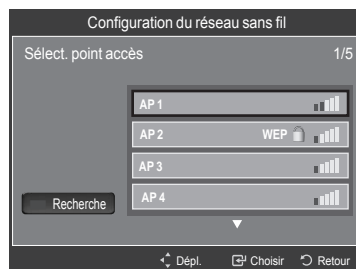 Configuration du réseau sans fil
Sélect. point accès 1/5
AP 1
AP 2 WEP
AP 3
AP 4
Recherche
Dépl. Choisir Retour